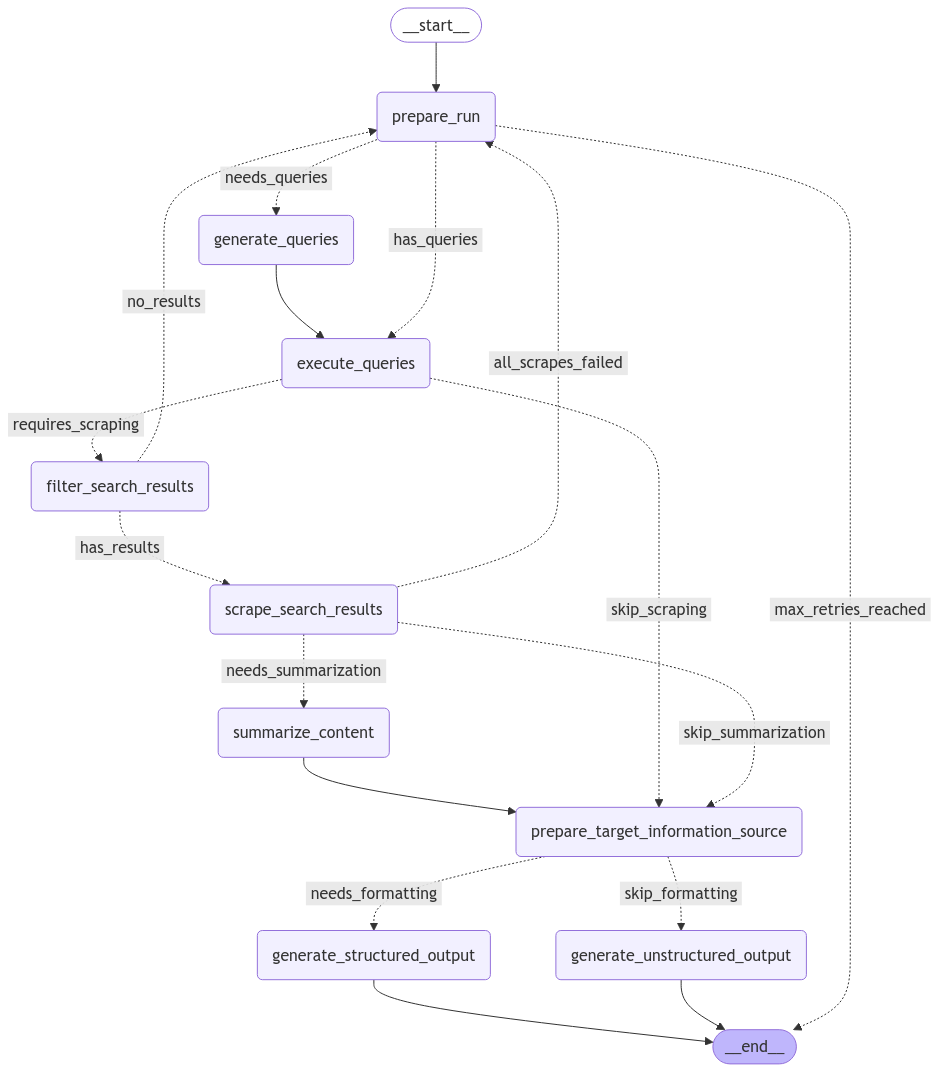 __start__
prepare_run
needs_queries
generate_queries
has_queries
no_results
execute_queries
all_scrapes_failed
requires_scraping
filter_search_results
has_results
scrape_search_results
skip_scraping
max_retries_reached
needs_summarization
summarize_content
skip_summarization
prepare_target_information_source
needs_formatting
skip_formatting
generate_structured_output
generate_unstructured_output
__end__